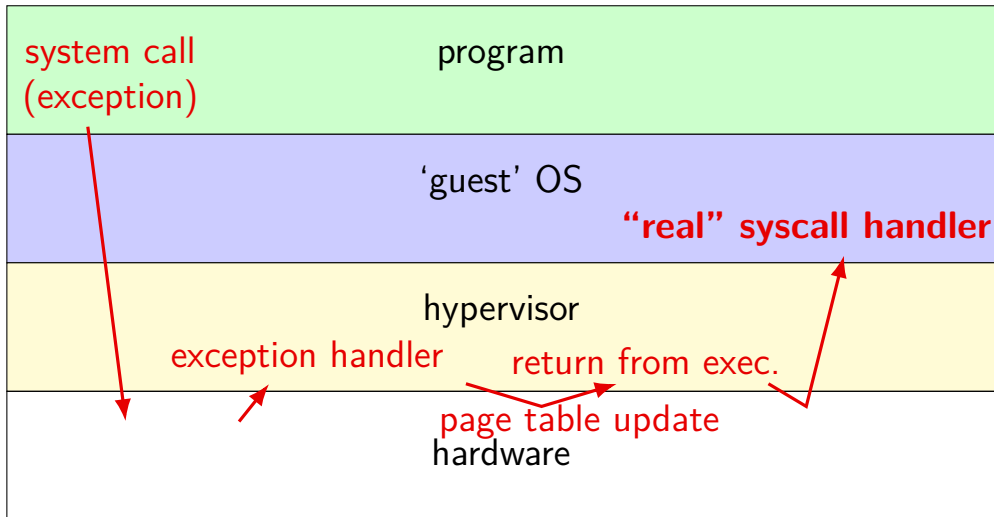 system call
(exception)
program
‘guest’ OS
“real” syscall handler
hypervisor
exception handler
return from exec.
page table update
hardware